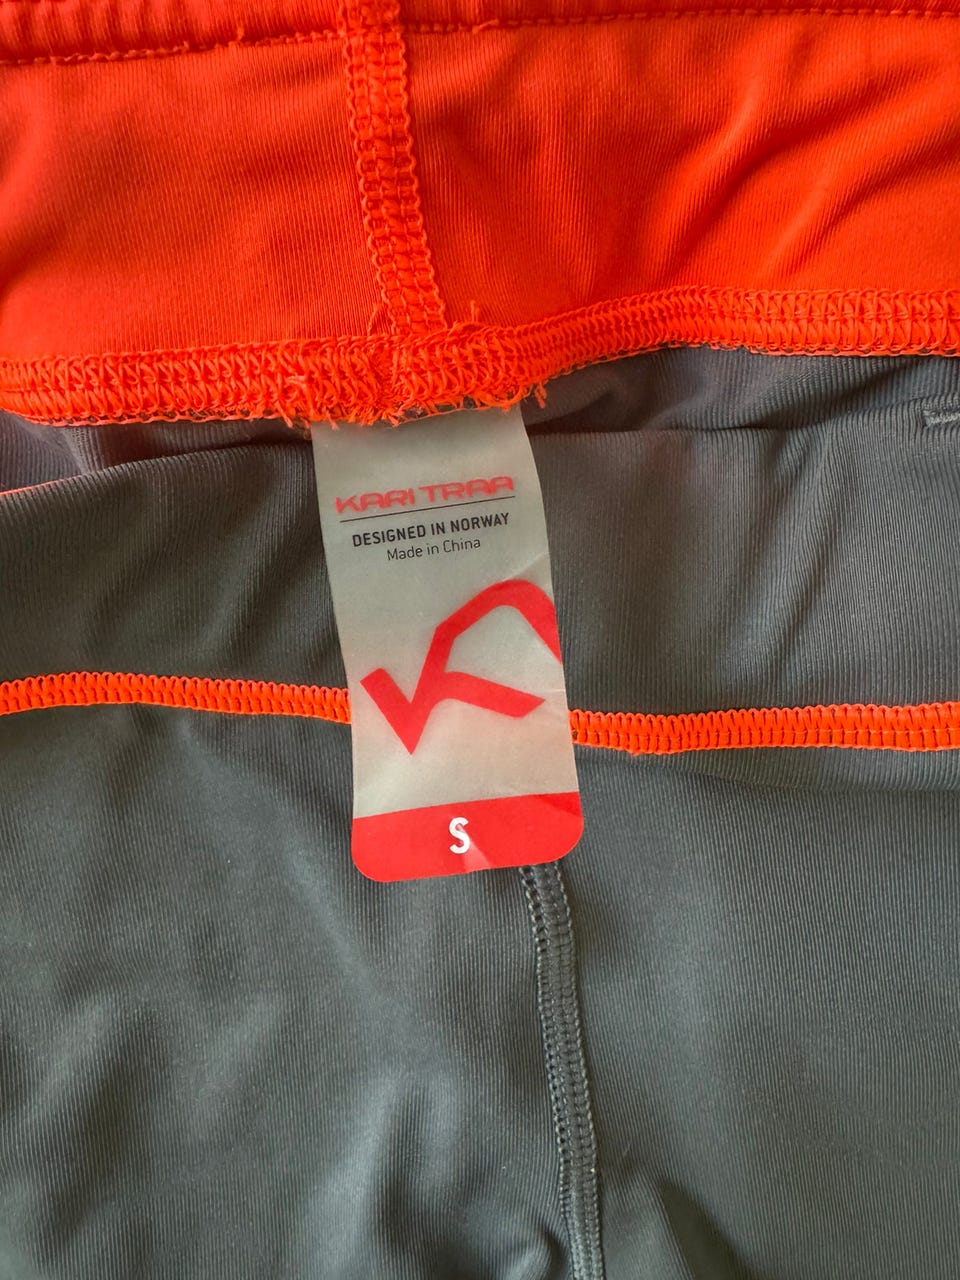 KARI TRAA
DESIGNED IN NORWAY
Made in China
S